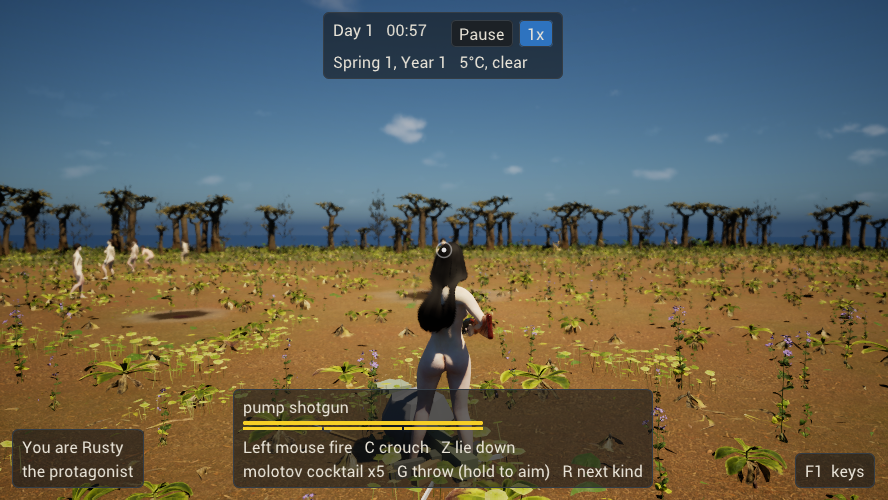 Day 1 00:57 Pause 1x
Spring 1, Year 1 5°C, clear
pump shotgun
Left mouse fire C crouch Z lie down
molotov cocktail x5 G throw (hold to aim) R next kind
You are Rusty
the protagonist
F1 keys